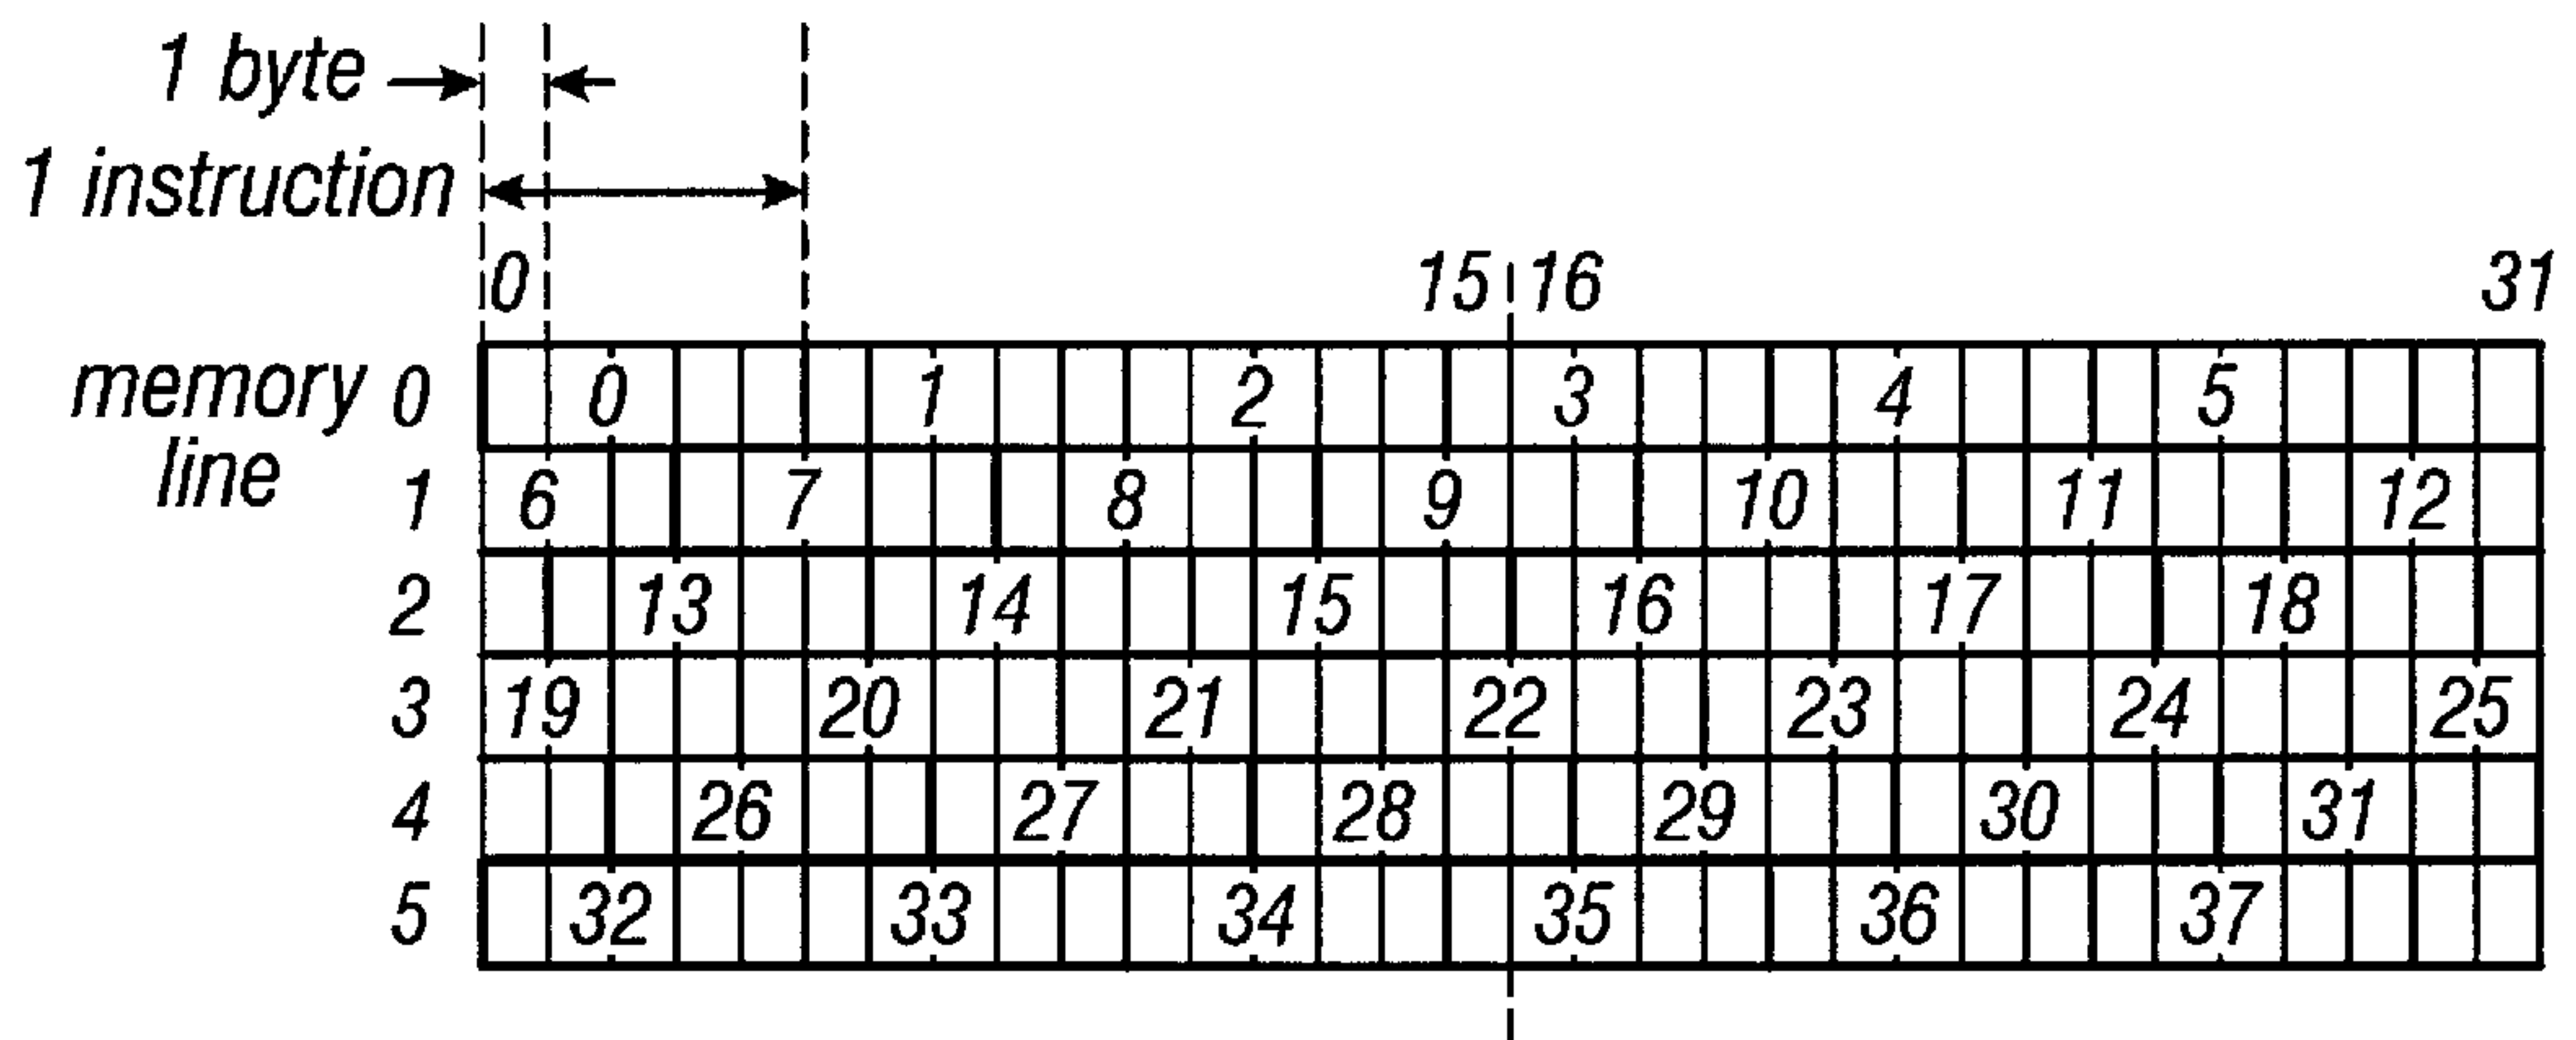 1 byte
1 instruction
0 15 16 31
memory line
0 0 1 2 3 4 5
1 6 7 8 9 10 11 12
2 13 14 15 16 17 18
3 19 20 21 22 23 24 25
4 26 27 28 29 30 31
5 32 33 34 35 36 37